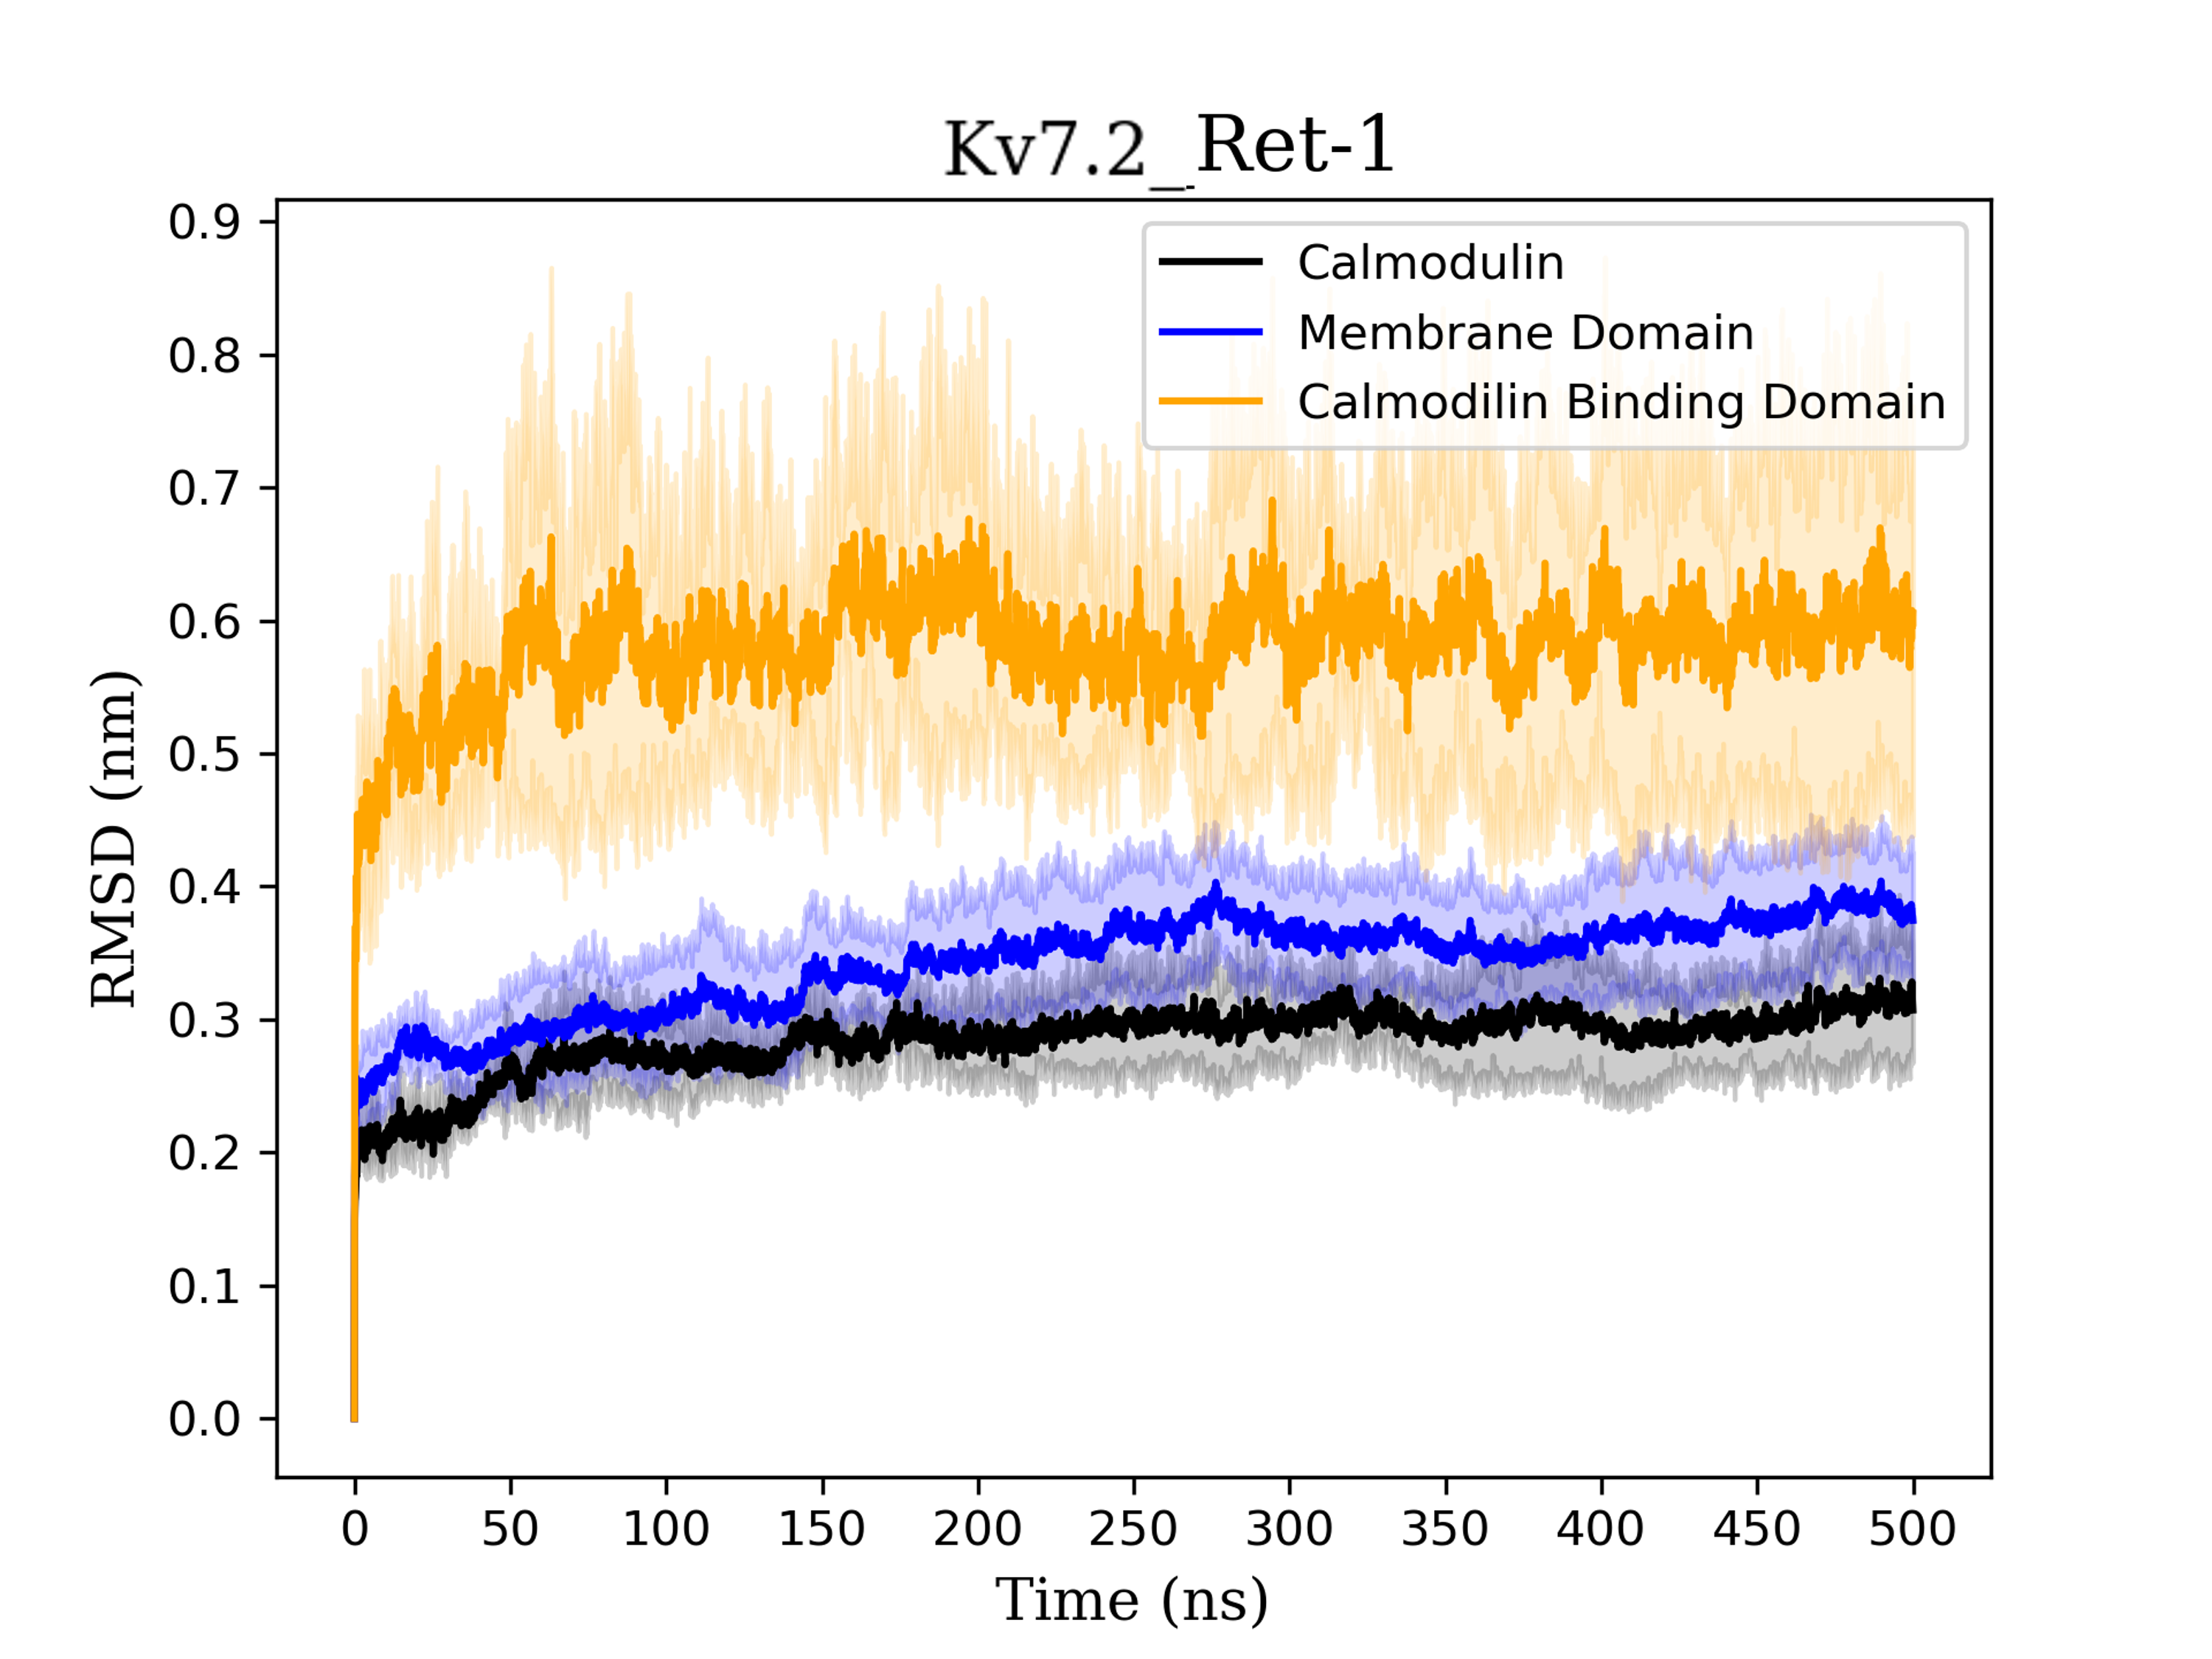 Kv7.2_Ret-1
Calmodulin
Membrane Domain
Calmodilin Binding Domain
RMSD (nm)
0.9
0.8
0.7
0.6
0.5
0.4
0.3
0.2
0.1
0.0
0 50 100 150 200 250 300 350 400 450 500
Time (ns)